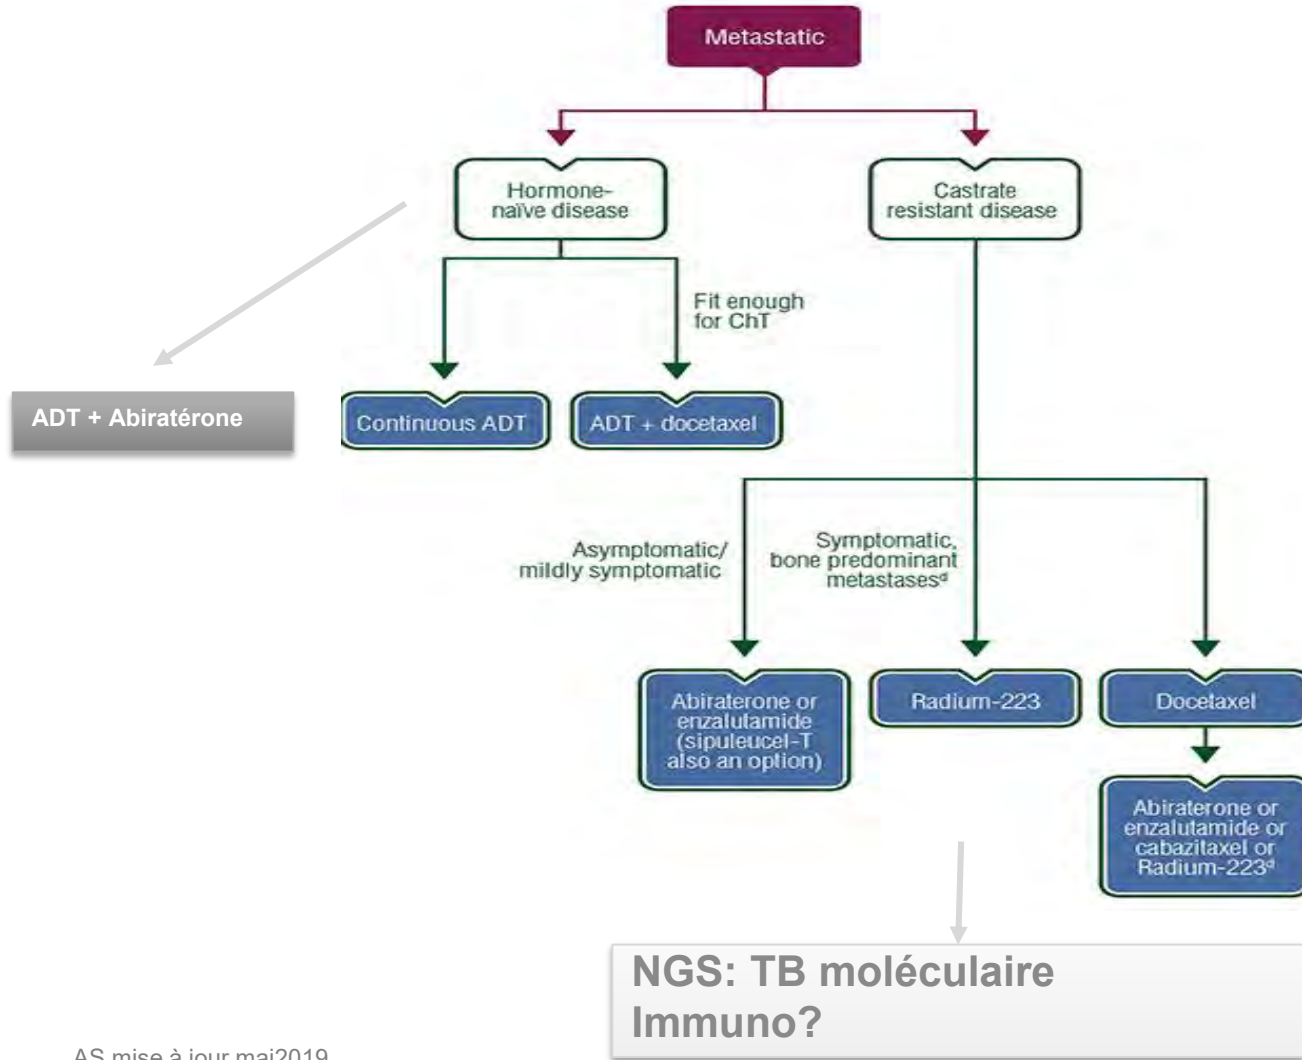 Metastatic
Hormone-
naïve disease
Castrate
resistant disease
Fit enough
for ChT
ADT + Abiratérone
Continuous ADT
ADT + docetaxel
Asymptomatic/
mildly symptomatic
Symptomatic,
bone predominant
metastasesᵈ
Abiraterone or
enzalutamide
(sipuleucel-T
also an option)
Radium-223
Docetaxel
Abiraterone or
enzalutamide or
cabazitaxel or
Radium-223ᵈ
NGS: TB moléculaire
Immuno?
AS mise à jour mai2019